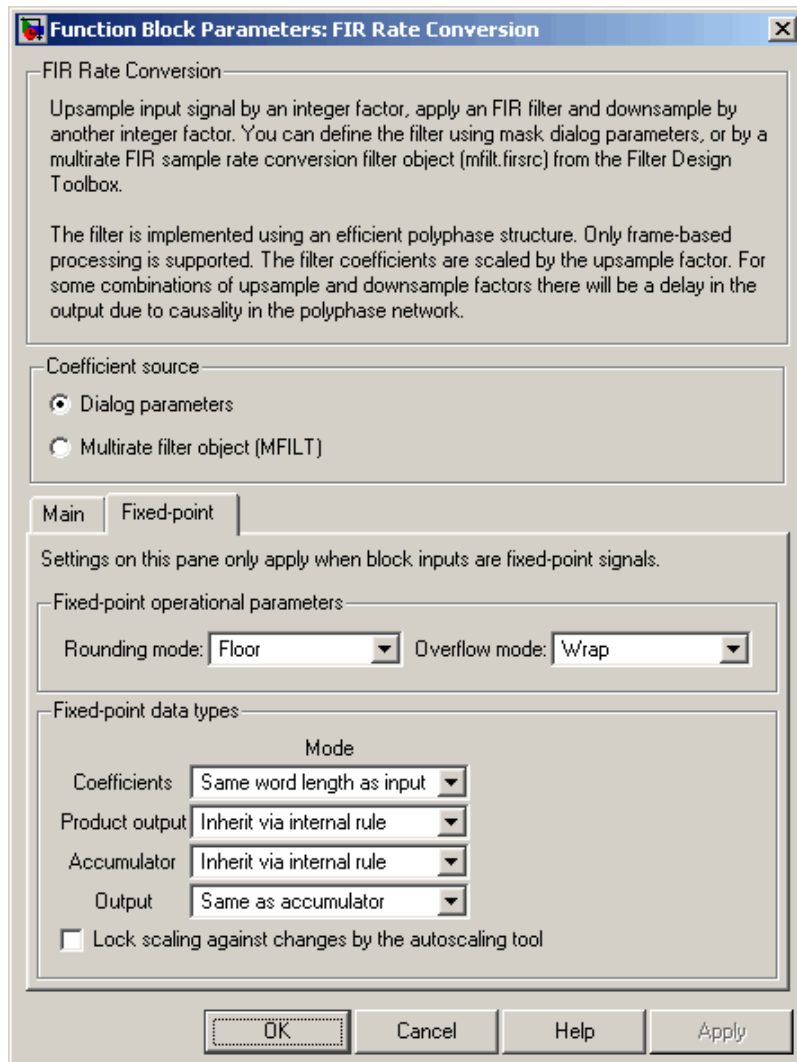 Function Block Parameters: FIR Rate Conversion
FIR Rate Conversion
Upsample input signal by an integer factor, apply an FIR filter and downsample by
another integer factor. You can define the filter using mask dialog parameters, or by a
multirate FIR sample rate conversion filter object (mfilt.firsrc) from the Filter Design
Toolbox.
The filter is implemented using an efficient polyphase structure. Only frame-based
processing is supported. The filter coefficients are scaled by the upsample factor. For
some combinations of upsample and downsample factors there will be a delay in the
output due to causality in the polyphase network.
Coefficient source
Dialog parameters
Multirate filter object (MFILT)
Main Fixed-point
Settings on this pane only apply when block inputs are fixed-point signals.
Fixed-point operational parameters
Rounding mode: Floor Overflow mode: Wrap
Fixed-point data types
Mode
Coefficients Same word length as input
Product output Inherit via internal rule
Accumulator Inherit via internal rule
Output Same as accumulator
Lock scaling against changes by the autoscaling tool
OK Cancel Help Apply